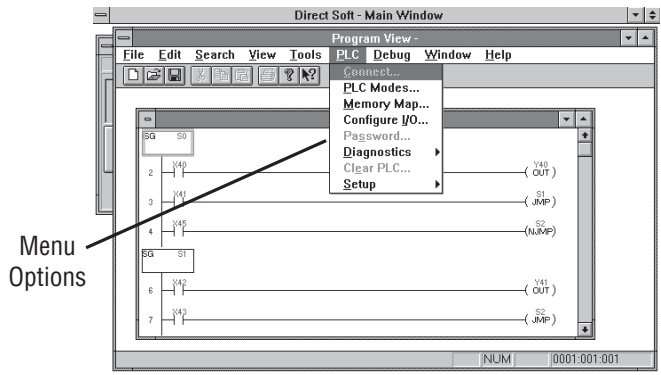 Direct Soft - Main Window
Program View -
File Edit Search View Tools PLC Debug Window Help
Connect...
PLC Modes...
Memory Map...
Configure I/O...
Password...
Diagnostics
Clear PLC...
Setup
SG S0
2 X40 Y40 OUT
3 X41 S1 JMP
4 X45 S2 NJMP
SG S1
6 X42 Y41 OUT
7 X43 S2 JMP
Menu
Options
NUM 0001:001:001